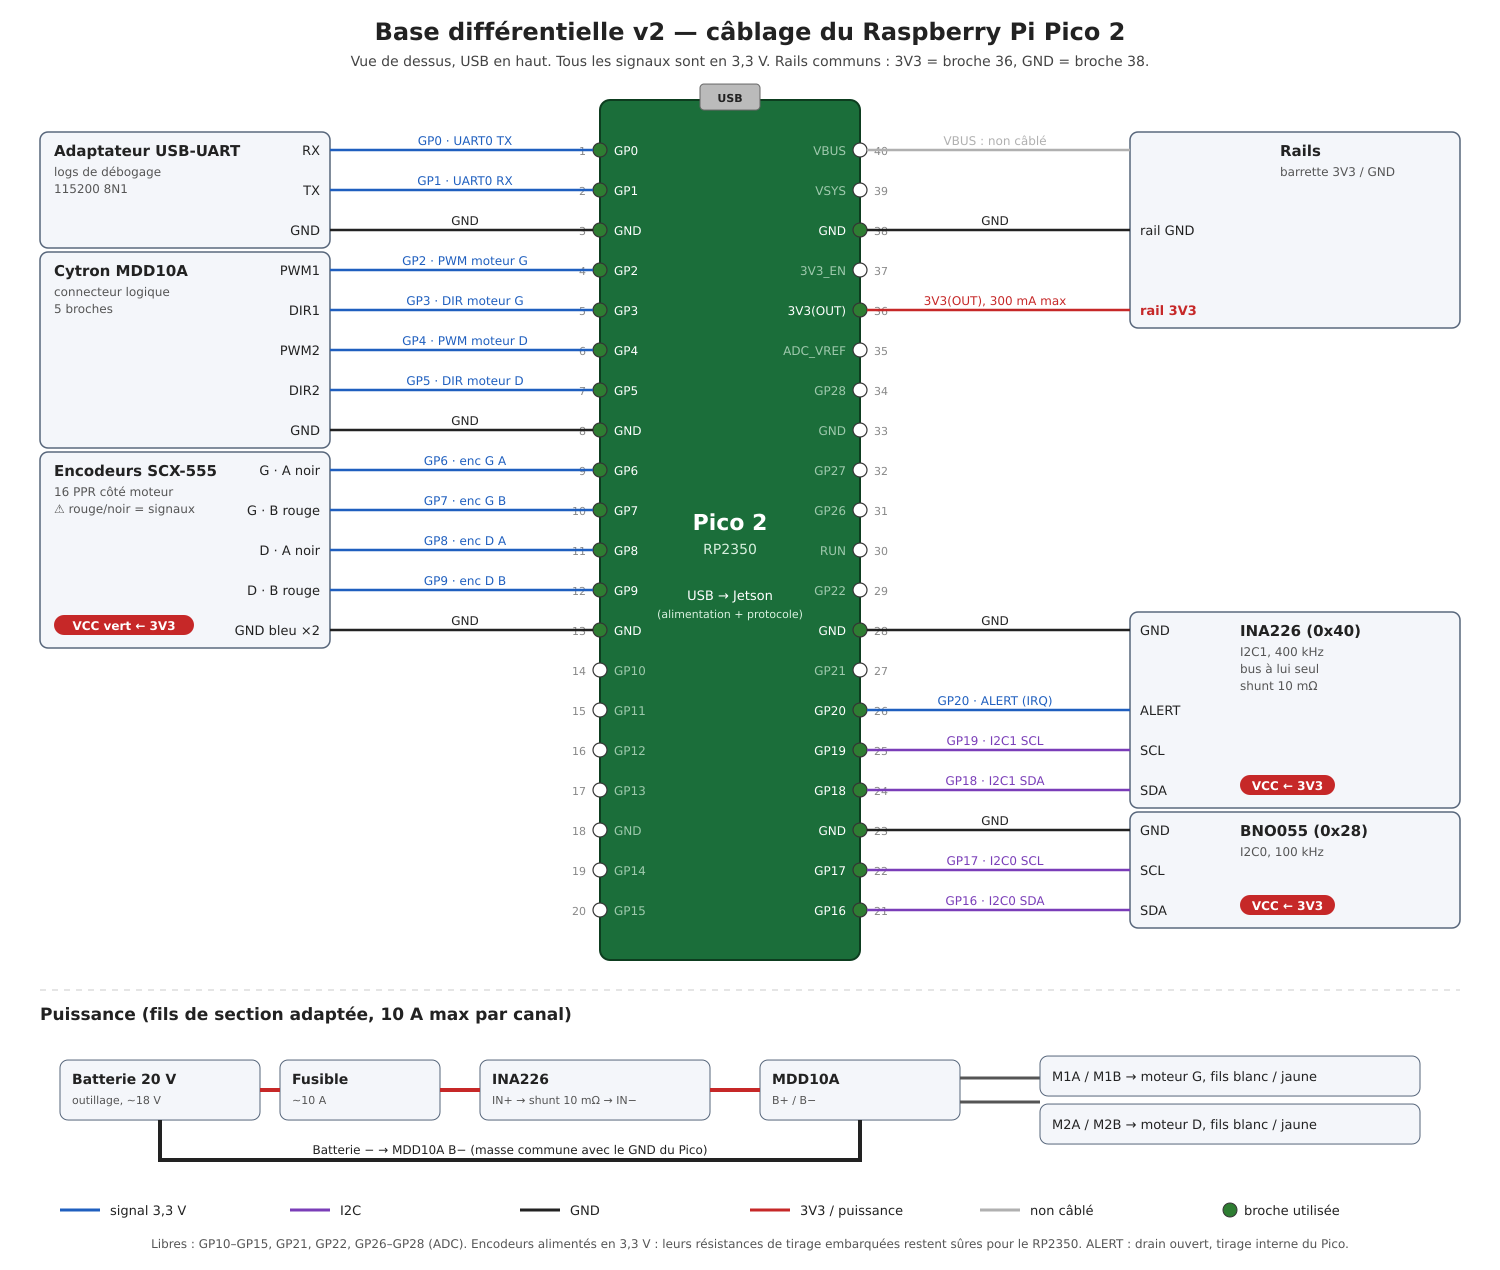 Base différentielle v2 — câblage du Raspberry Pi Pico 2
Vue de dessus, USB en haut. Tous les signaux sont en 3,3 V. Rails communs : 3V3 = broche 36, GND = broche 38.
USB
Adaptateur USB-UART
logs de débogage
115200 8N1
RX
TX
GND
GP0 · UART0 TX
GP1 · UART0 RX
GND
Cytron MDD10A
connecteur logique
5 broches
PWM1
DIR1
PWM2
DIR2
GND
GP2 · PWM moteur G
GP3 · DIR moteur G
GP4 · PWM moteur D
GP5 · DIR moteur D
GND
Encodeurs SCX-555
16 PPR côté moteur
⚠ rouge/noir = signaux
VCC vert ← 3V3
G · A noir
G · B rouge
D · A noir
D · B rouge
GND bleu ×2
GP6 · enc G A
GP7 · enc G B
GP8 · enc D A
GP9 · enc D B
GND
1 GP0
2 GP1
3 GND
4 GP2
5 GP3
6 GP4
7 GP5
8 GND
9 GP6
10 GP7
11 GP8
12 GP9
13 GND
14 GP10
15 GP11
16 GP12
17 GP13
18 GND
19 GP14
20 GP15
Pico 2
RP2350
USB → Jetson
(alimentation + protocole)
VBUS 40
VSYS 39
GND 38
3V3_EN 37
3V3(OUT) 36
ADC_VREF 35
GP28 34
GND 33
GP27 32
GP26 31
RUN 30
GP22 29
GND 28
GP21 27
GP20 26
GP19 25
GP18 24
GND 23
GP17 22
GP16 21
VBUS : non câblé
GND
3V3(OUT), 300 mA max
Rails
barrette 3V3 / GND
rail GND
rail 3V3
GND
GP20 · ALERT (IRQ)
GP19 · I2C1 SCL
GP18 · I2C1 SDA
GND
ALERT
SCL
SDA
INA226 (0x40)
I2C1, 400 kHz
bus à lui seul
shunt 10 mΩ
VCC ← 3V3
GND
GP17 · I2C0 SCL
GP16 · I2C0 SDA
GND
SCL
SDA
BNO055 (0x28)
I2C0, 100 kHz
VCC ← 3V3
Puissance (fils de section adaptée, 10 A max par canal)
Batterie 20 V
outillage, ~18 V
Fusible
~10 A
INA226
IN+ → shunt 10 mΩ → IN−
MDD10A
B+ / B−
M1A / M1B → moteur G, fils blanc / jaune
M2A / M2B → moteur D, fils blanc / jaune
Batterie − → MDD10A B− (masse commune avec le GND du Pico)
signal 3,3 V
I2C
GND
3V3 / puissance
non câblé
broche utilisée
Libres : GP10–GP15, GP21, GP22, GP26–GP28 (ADC). Encodeurs alimentés en 3,3 V : leurs résistances de tirage embarquées restent sûres pour le RP2350. ALERT : drain ouvert, tirage interne du Pico.